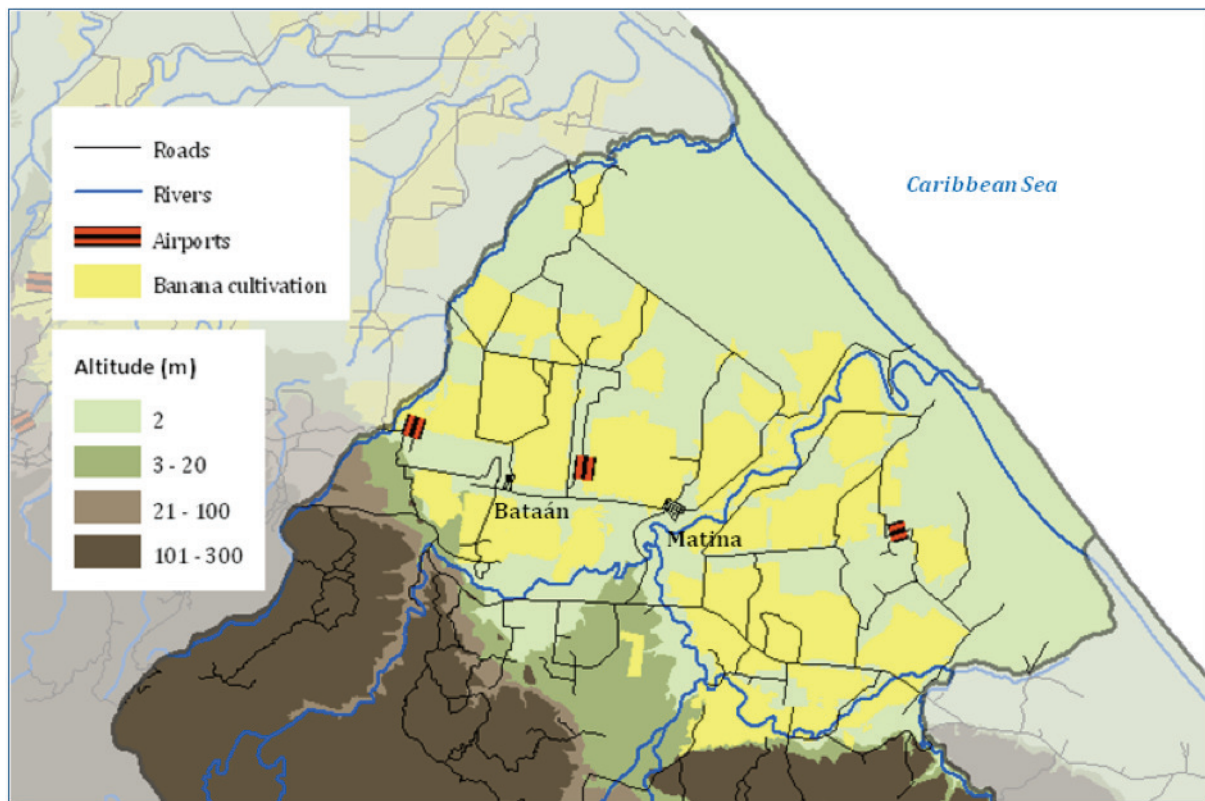 Roads
Rivers
Airports
Banana cultivation
Altitude (m)
2
3 - 20
21 - 100
101 - 300
Caribbean Sea
Bataán
Matina